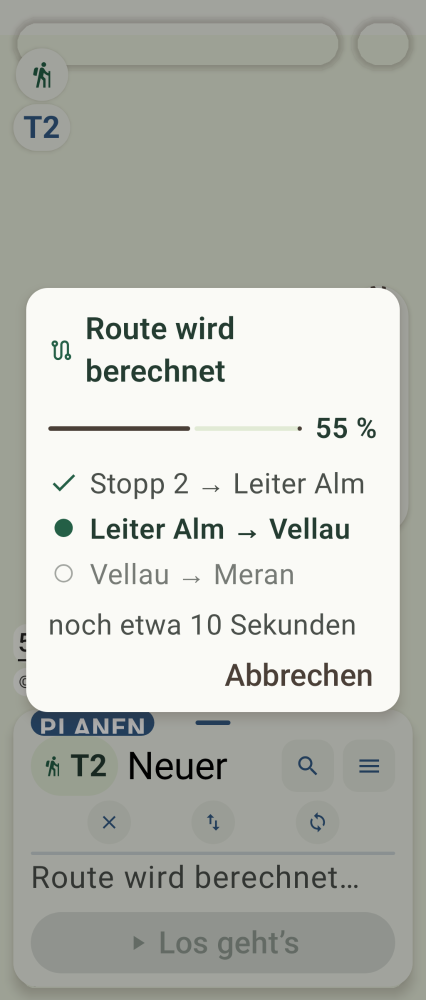 T2
Route wird
berechnet
55 %
Stopp 2 → Leiter Alm
Leiter Alm → Vellau
Vellau → Meran
noch etwa 10 Sekunden
Abbrechen
PLANEN
T2 Neuer
Route wird berechnet…
Los geht’s